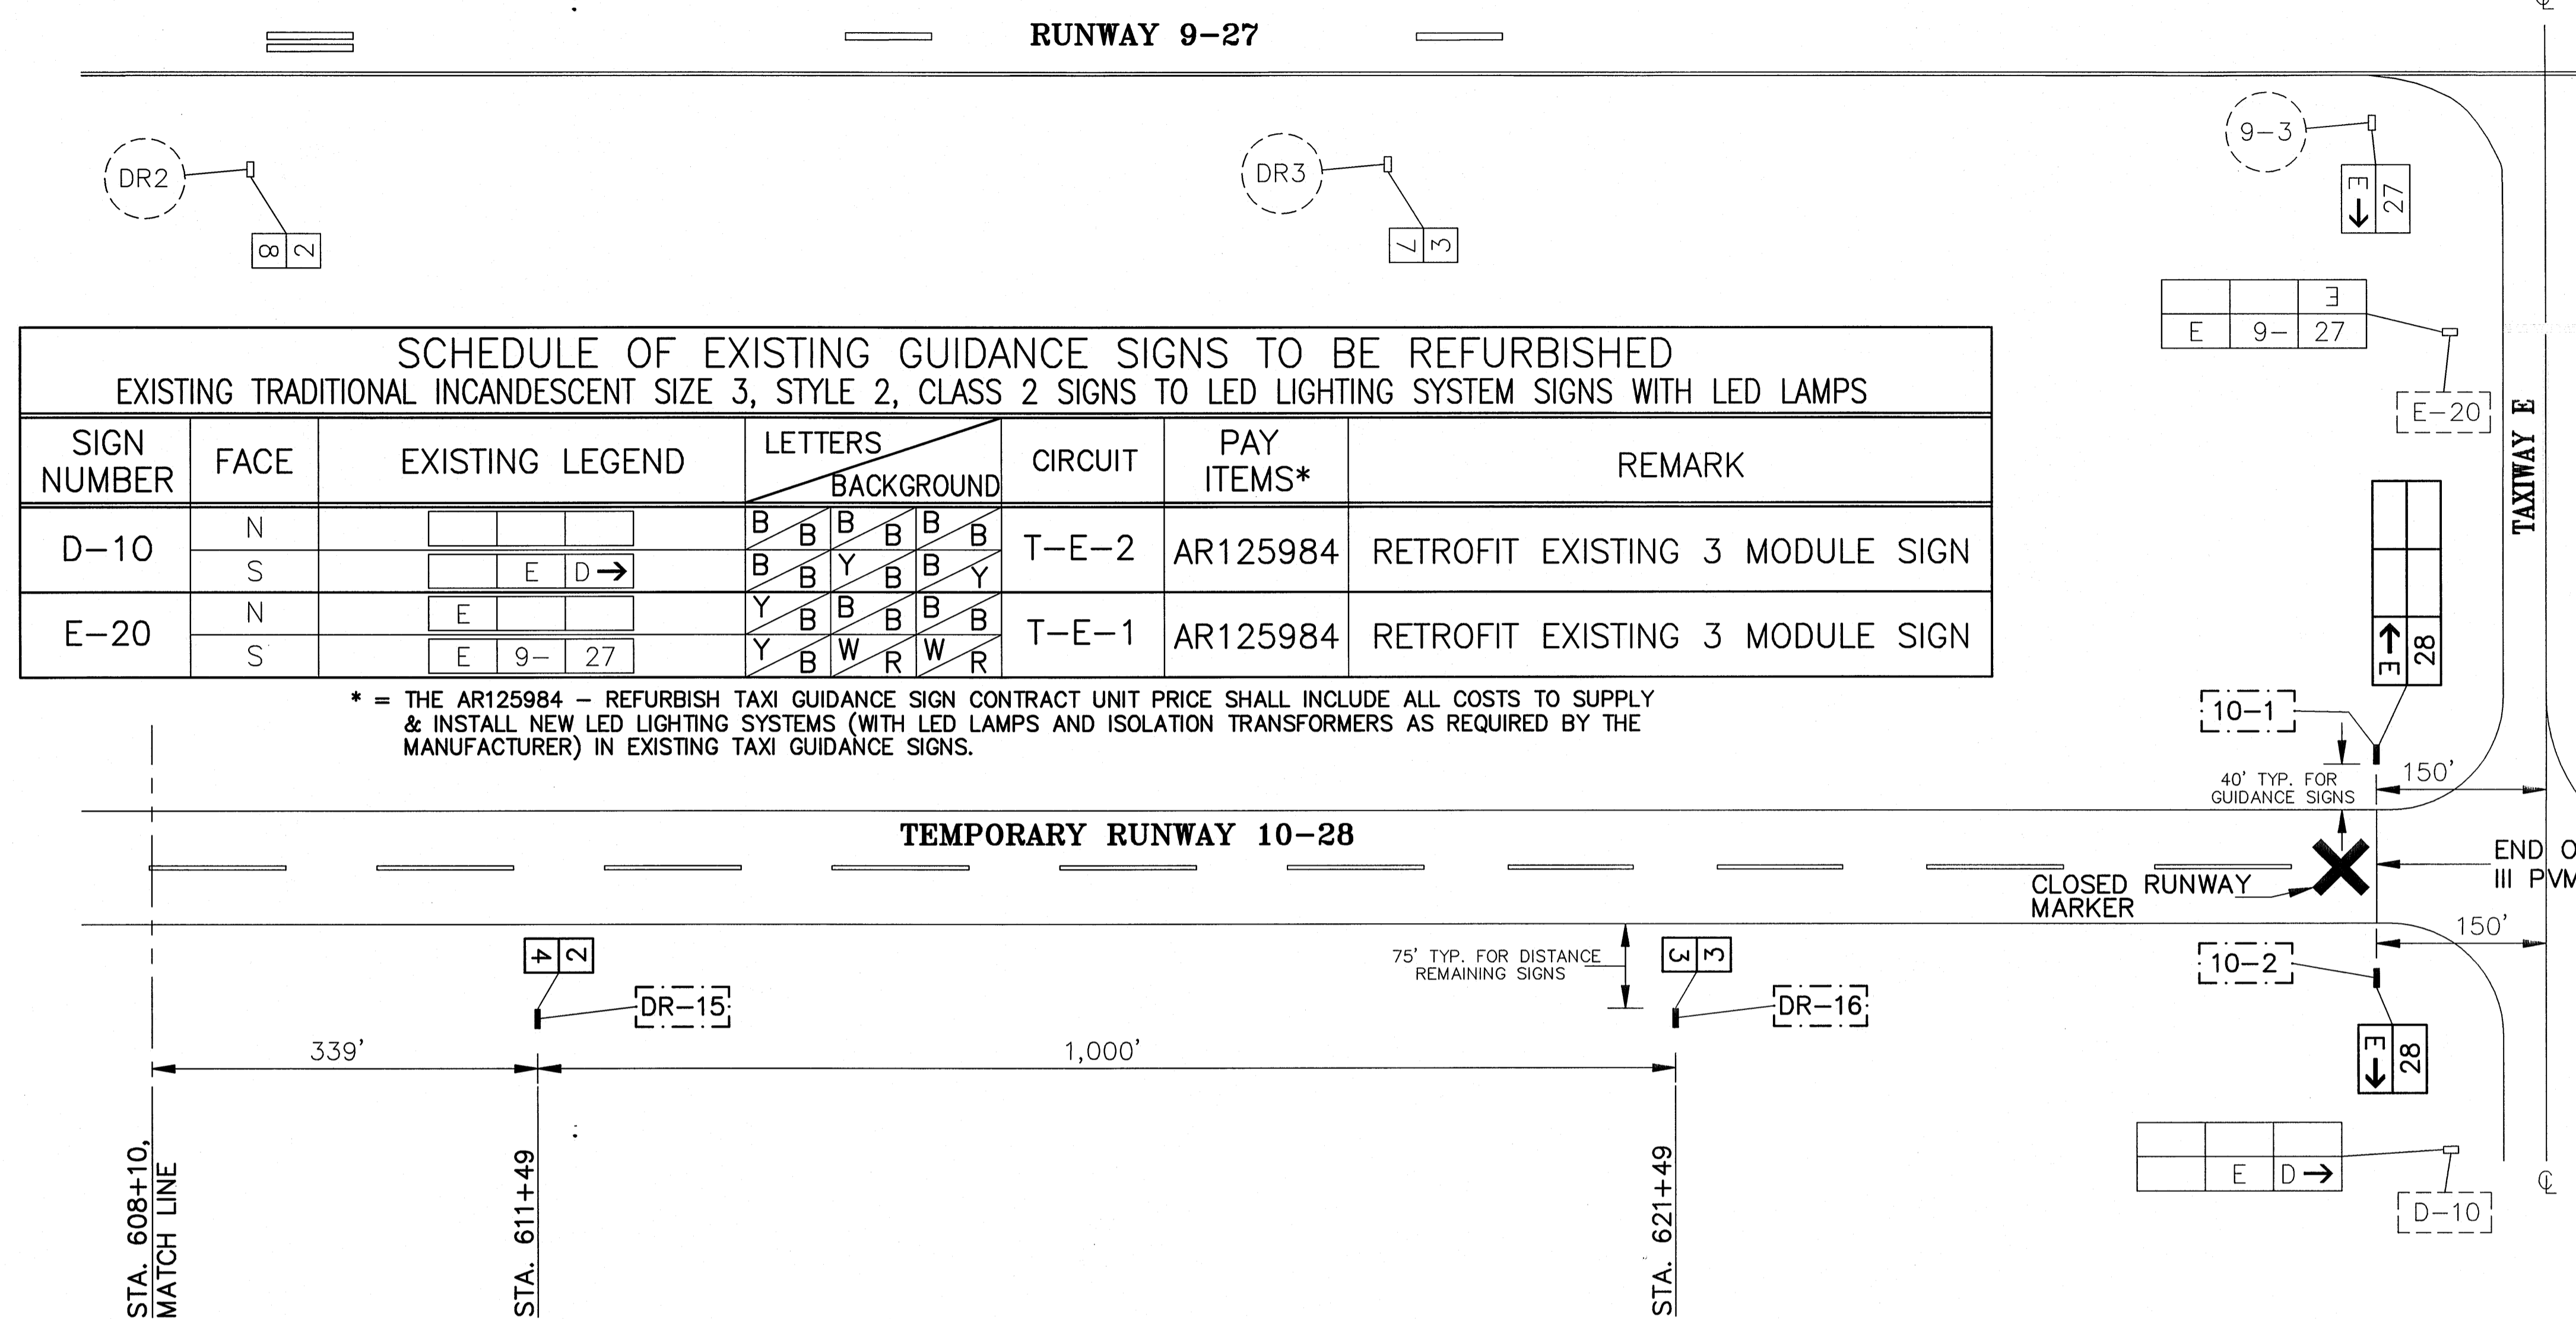 RUNWAY 9-27
DR2
8 2
DR3
7 3
9-3
E← 27
E
E 9- 27
E-20
TAXIWAY E
SCHEDULE OF EXISTING GUIDANCE SIGNS TO BE REFURBISHED
EXISTING TRADITIONAL INCANDESCENT SIZE 3, STYLE 2, CLASS 2 SIGNS TO LED LIGHTING SYSTEM SIGNS WITH LED LAMPS
SIGN NUMBER FACE EXISTING LEGEND LETTERS BACKGROUND CIRCUIT PAY ITEMS* REMARK
D-10 N B B B B B B T-E-2 AR125984 RETROFIT EXISTING 3 MODULE SIGN
S E D→ B B Y B B Y
E-20 N E Y B B B B B T-E-1 AR125984 RETROFIT EXISTING 3 MODULE SIGN
S E 9- 27 Y B W R W R
* = THE AR125984 - REFURBISH TAXI GUIDANCE SIGN CONTRACT UNIT PRICE SHALL INCLUDE ALL COSTS TO SUPPLY
& INSTALL NEW LED LIGHTING SYSTEMS (WITH LED LAMPS AND ISOLATION TRANSFORMERS AS REQUIRED BY THE
MANUFACTURER) IN EXISTING TAXI GUIDANCE SIGNS.
←E 28
10-1
40' TYP. FOR
GUIDANCE SIGNS
150'
TEMPORARY RUNWAY 10-28
CLOSED RUNWAY
MARKER
END O
III PVM
150'
4 2
DR-15
75' TYP. FOR DISTANCE
REMAINING SIGNS
3 3
DR-16
10-2
E→ 28
339'
1,000'
E D→
D-10
STA. 608+10,
MATCH LINE
STA. 611+49
STA. 621+49